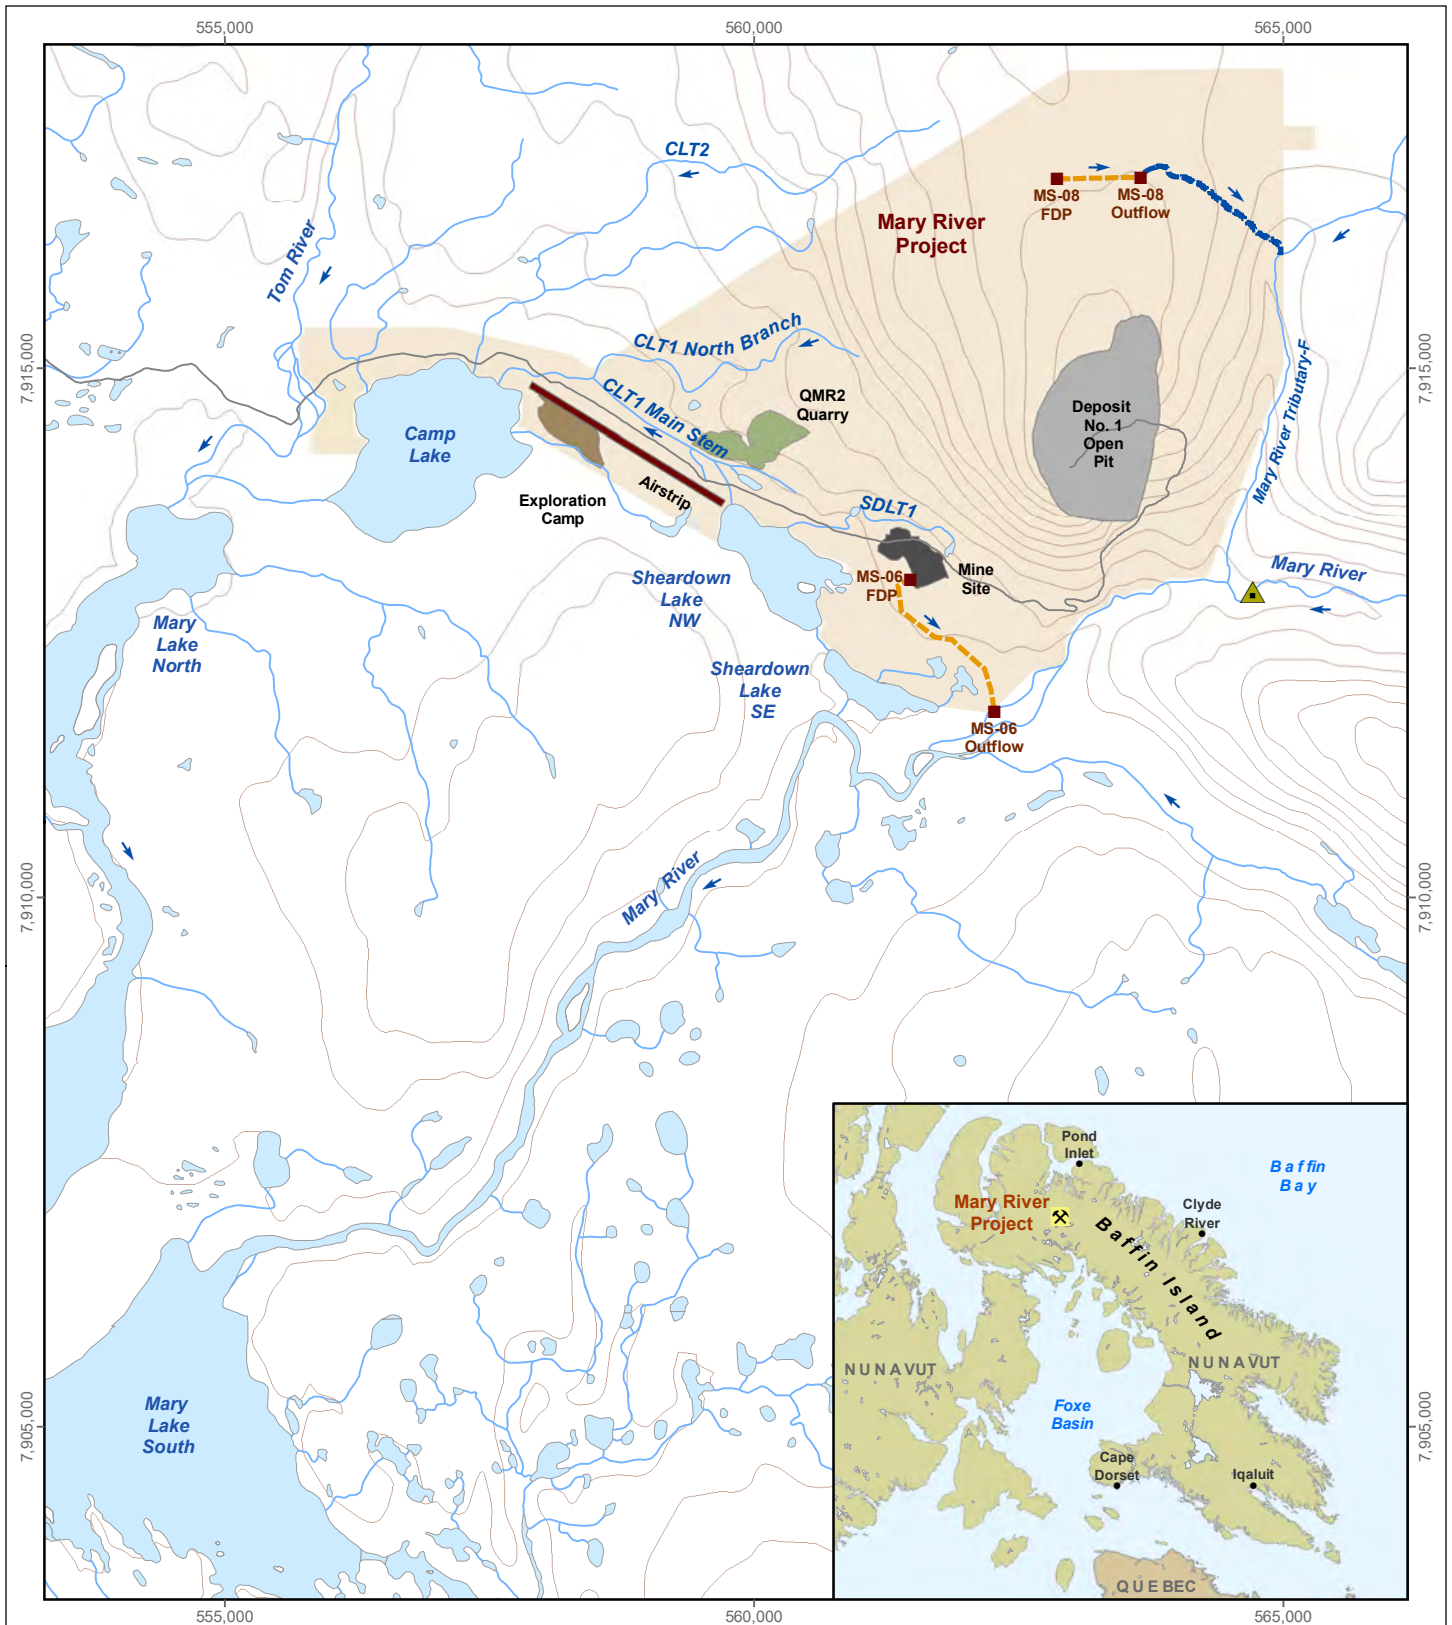 555,000
560,000
565,000
CLT2
MS-08
FDP
MS-08
Outflow
Mary River
Project
Tom River
CLT1 North Branch
7,915,000
7,915,000
CLT1 Main Stem
QMR2
Quarry
Deposit
No. 1
Open
Pit
Mary River Tributary-F
Camp
Lake
Airstrip
Exploration
Camp
SDLT1
MS-06
FDP
Mine
Site
Mary River
Sheardown
Lake
NW
Mary
Lake
North
Sheardown
Lake
SE
MS-06
Outflow
Mary River
7,910,000
7,910,000
Pond
Inlet
Baffin
Bay
Mary River
Project
Clyde
River
Baffin Island
NUNAVUT
NUNAVUT
Foxe
Basin
Mary
Lake
South
7,905,000
7,905,000
Cape
Dorset
Iqaluit
QUEBEC
555,000
560,000
565,000